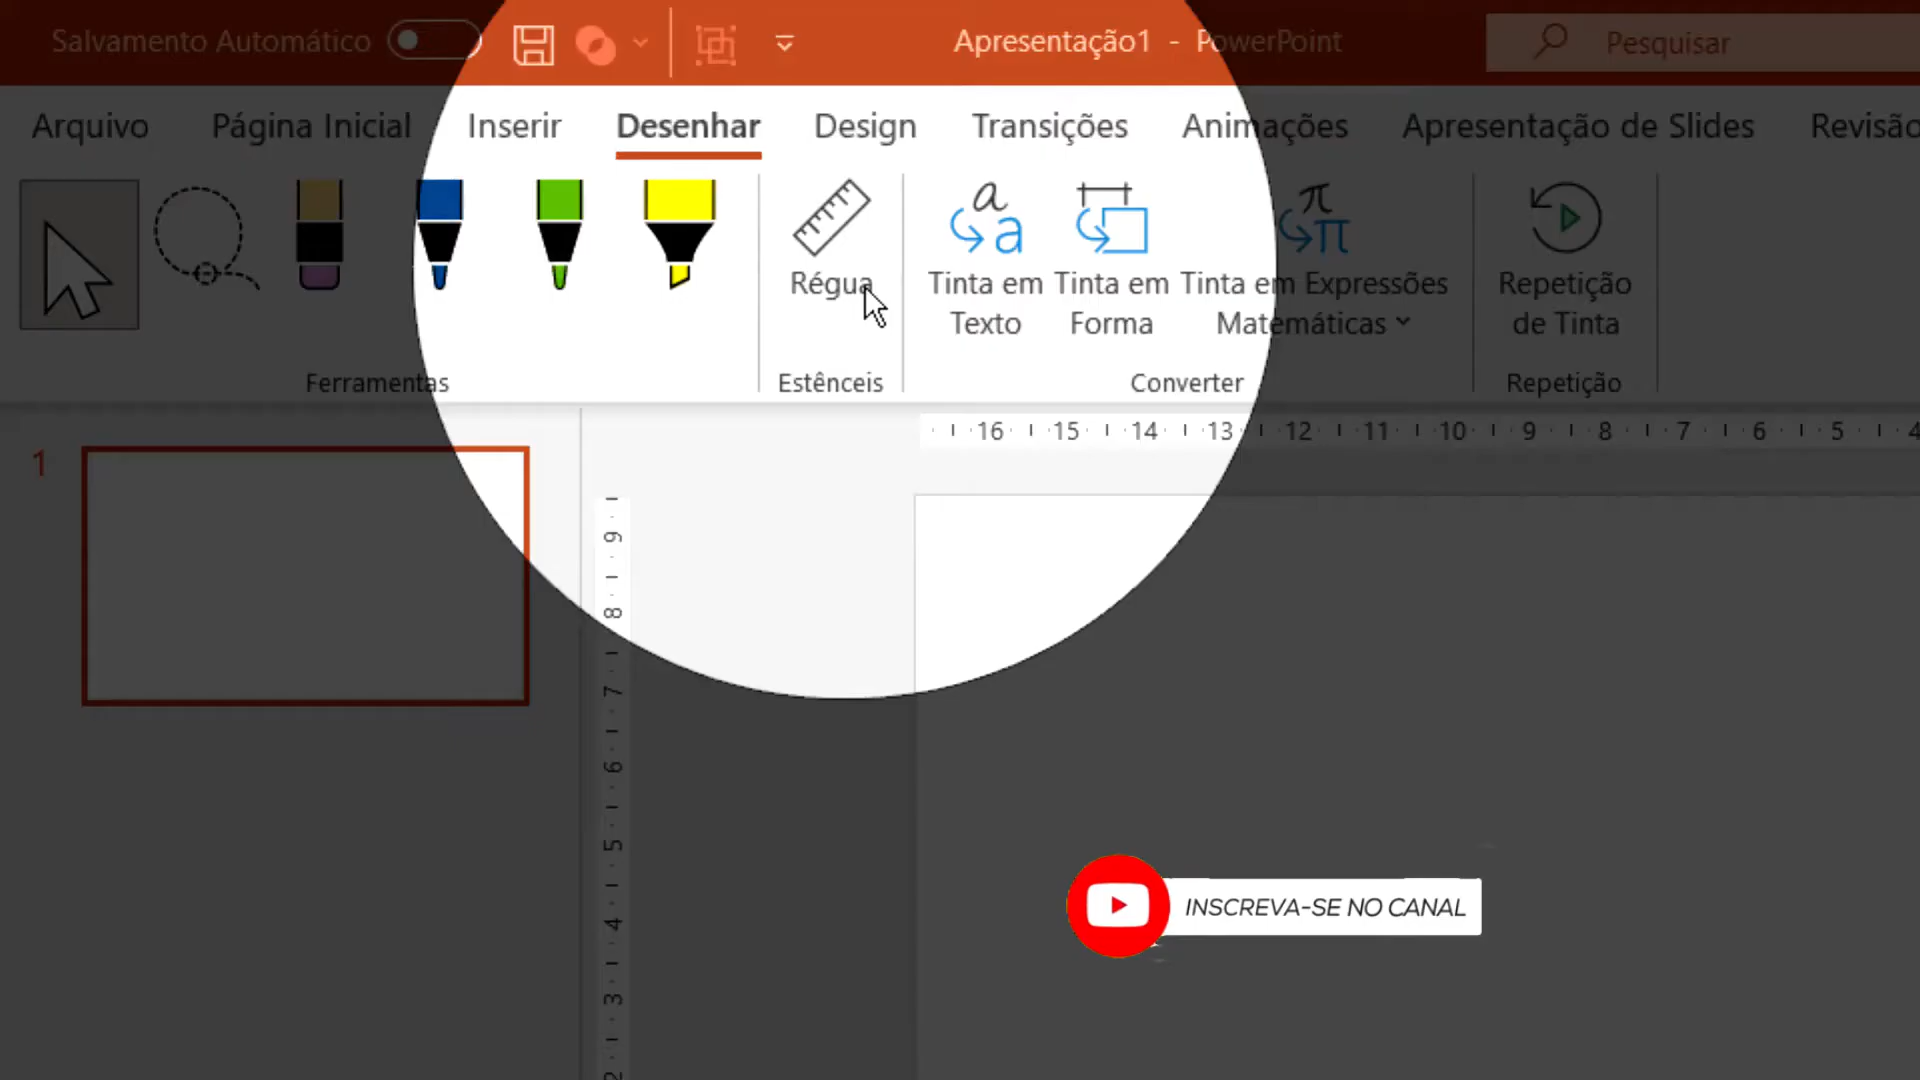 Salvamento Automático
Apresentação1 - PowerPoint
Pesquisar
Arquivo Página Inicial Inserir Desenhar Design Transições Animações Apresentação de Slides Revisão
Régua
Tinta em Texto
Tinta em Forma
Tinta em Expressões Matemáticas
Repetição de Tinta
Ferramentas
Estênceis
Converter
Repetição
16 15 14 13 12 11 10 9 8 7 6 5 4
1
9
8
7
6
5
4
3
2
INSCREVA-SE NO CANAL